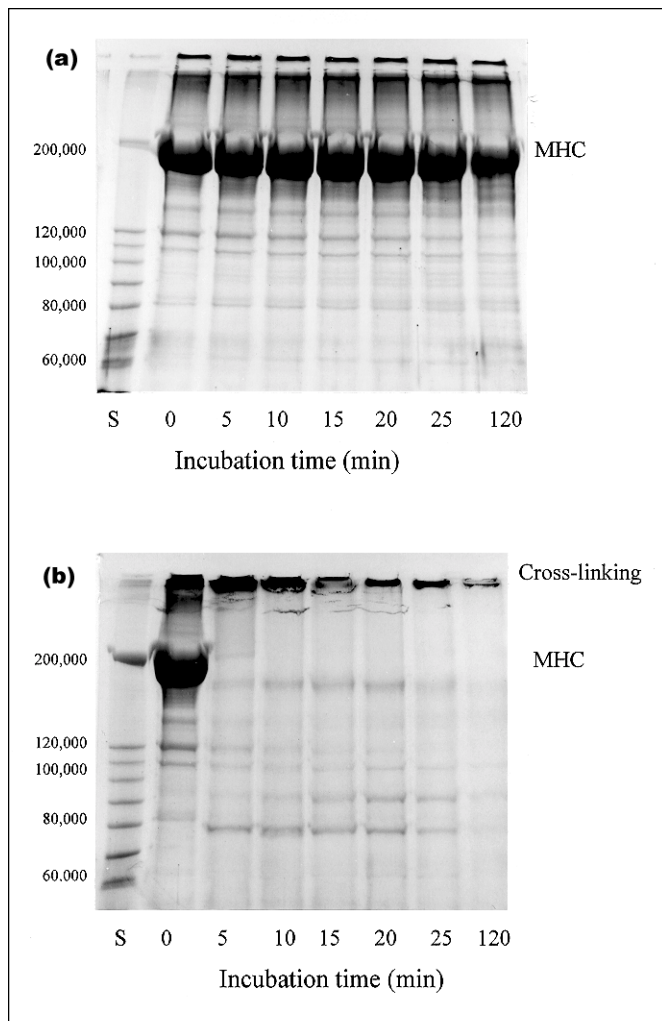 (a)
200,000
MHC
120,000
100,000
80,000
60,000
S 0 5 10 15 20 25 120
Incubation time (min)
(b)
Cross-linking
200,000
MHC
120,000
100,000
80,000
60.000
S 0 5 10 15 20 25 120
Incubation time (min)